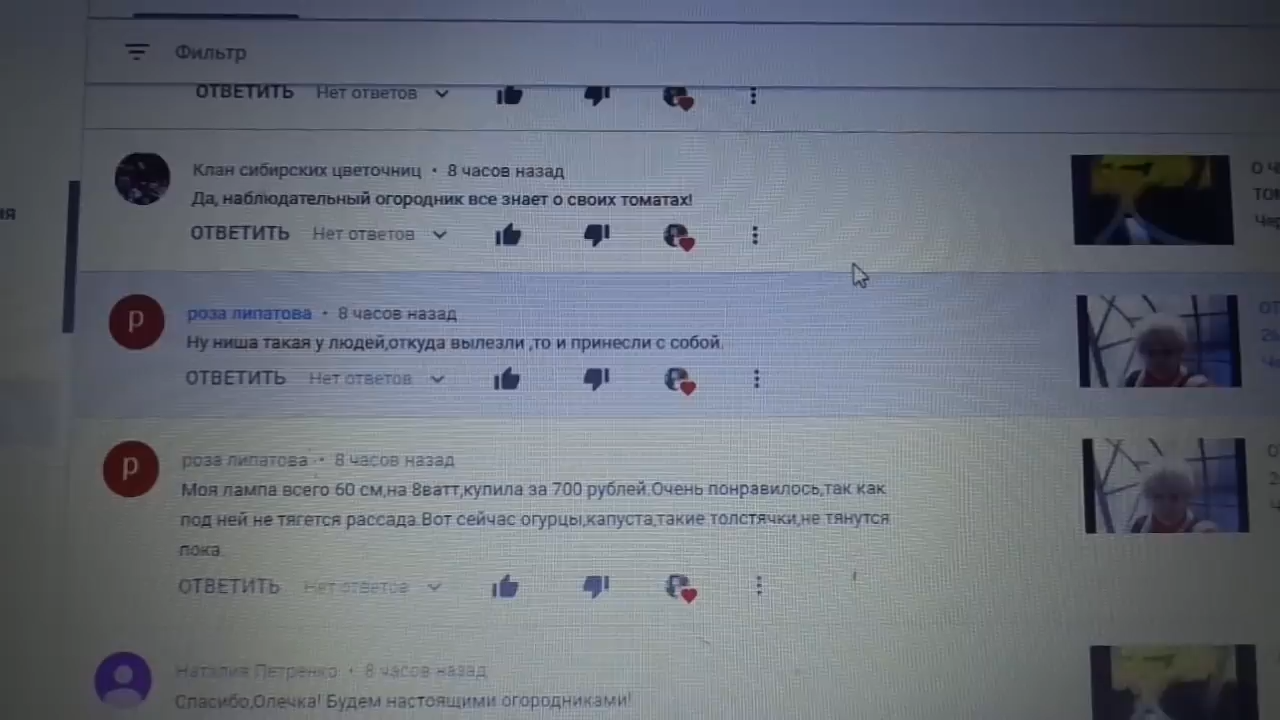 Фильтр
ОТВЕТИТЬ Нет ответов
Клан сибирских цветочниц • 8 часов назад
Да, наблюдательный огородник все знает о своих томатах!
ОТВЕТИТЬ Нет ответов
р
роза липатова • 8 часов назад
Ну ниша такая у людей,откуда вылезли ,то и принесли с собой.
ОТВЕТИТЬ Нет ответов
р
роза липатова • 8 часов назад
Моя лампа всего 60 см,на 8ватт,купила за 700 рублей.Очень понравилось,так как
под ней не тягется рассада.Вот сейчас огурцы,капуста,такие толстячки,не тянутся
пока.
ОТВЕТИТЬ Нет ответов
Наталия Петренко • 8 часов назад
Спасибо,Олечка! Будем настоящими огородниками!